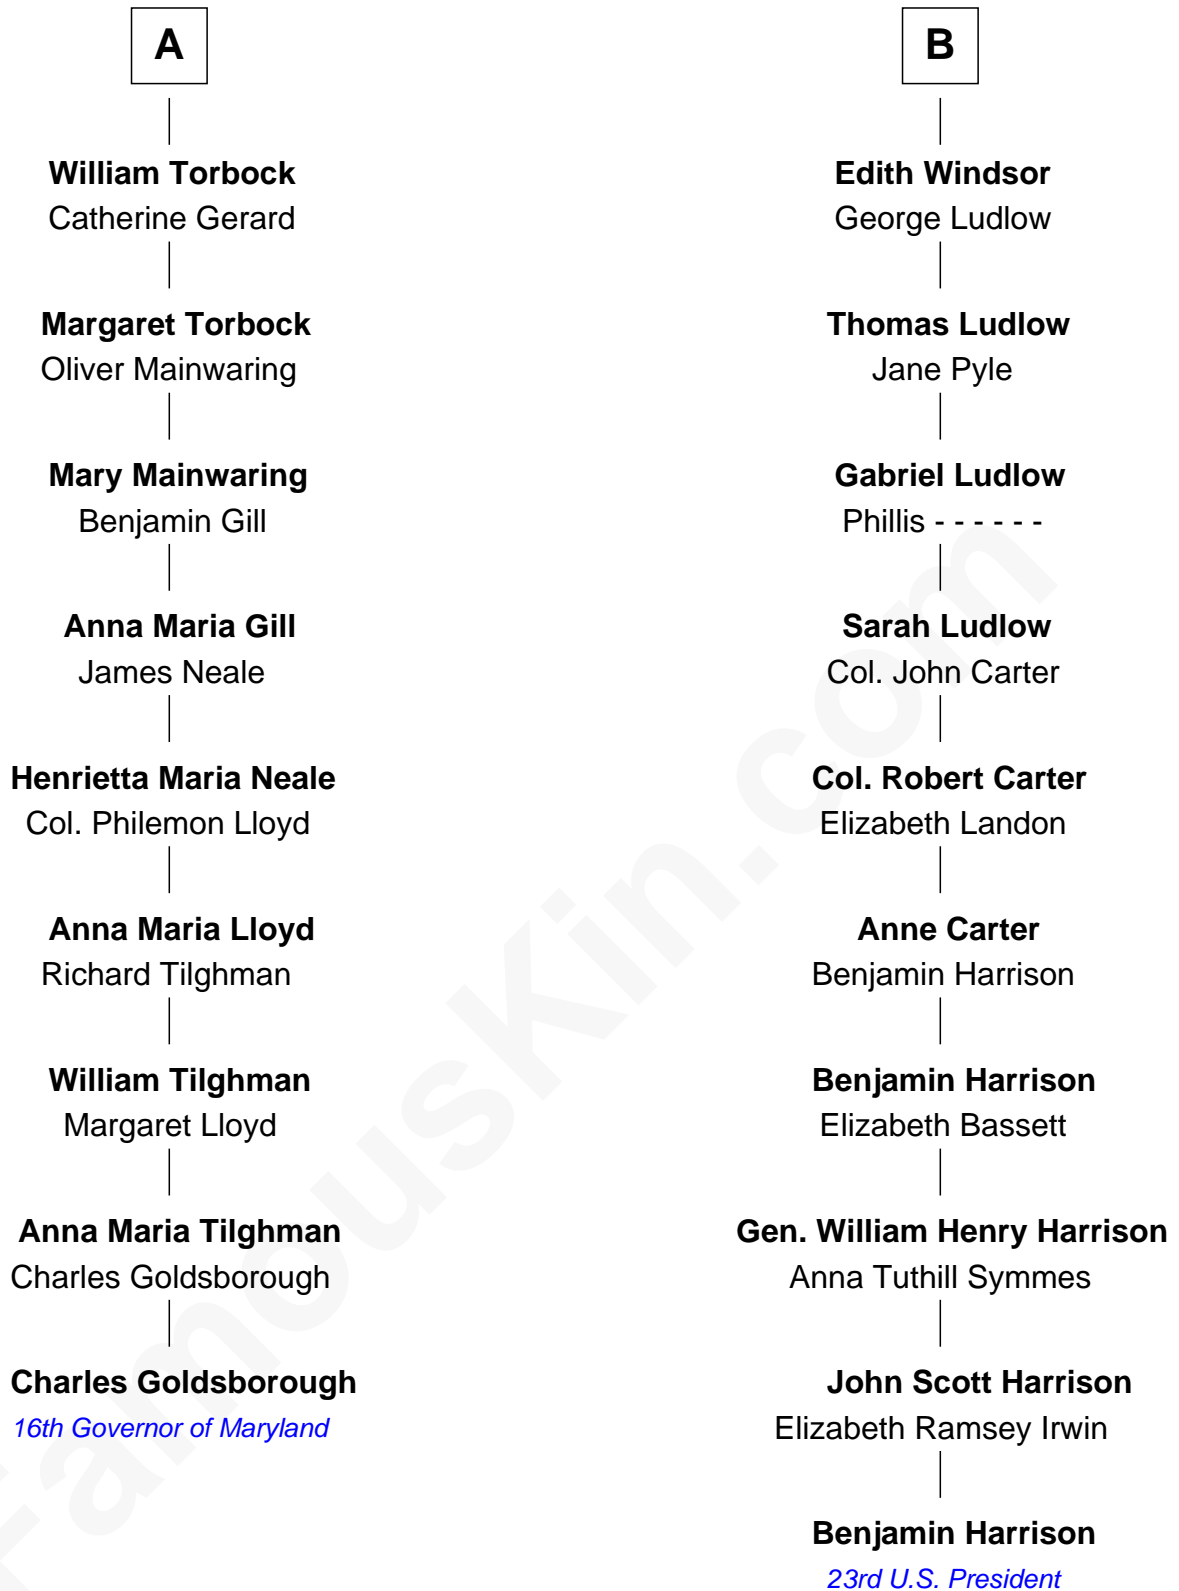 A
William Torbock
Catherine Gerard
Margaret Torbock
Oliver Mainwaring
Mary Mainwaring
Benjamin Gill
Anna Maria Gill
James Neale
Henrietta Maria Neale
Col. Philemon Lloyd
Anna Maria Lloyd
Richard Tilghman
William Tilghman
Margaret Lloyd
Anna Maria Tilghman
Charles Goldsborough
Charles Goldsborough
16th Governor of Maryland
B
Edith Windsor
George Ludlow
Thomas Ludlow
Jane Pyle
Gabriel Ludlow
Phillis - - - - - -
Sarah Ludlow
Col. John Carter
Col. Robert Carter
Elizabeth Landon
Anne Carter
Benjamin Harrison
Benjamin Harrison
Elizabeth Bassett
Gen. William Henry Harrison
Anna Tuthill Symmes
John Scott Harrison
Elizabeth Ramsey Irwin
Benjamin Harrison
23rd U.S. President
FamousKin.com